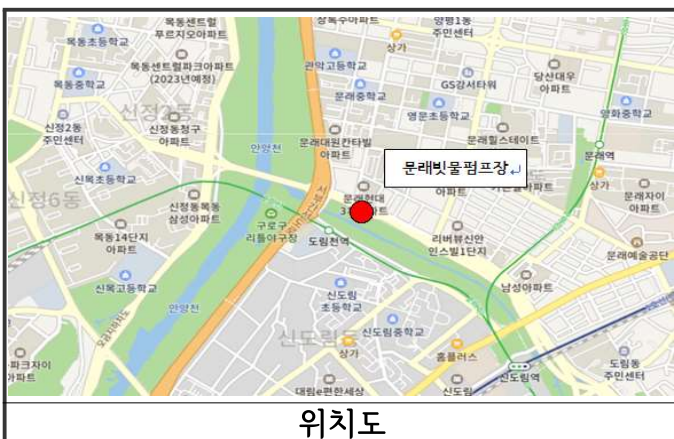 목동센트럴
푸르지오아파트
목동초등학교
장록수아파트
양평1동
주민센터
상가
목동센트럴파크아파트
(2023년예정)
관악고등학교
목동중학교
문래중학교
GS강서타워
당산대우
아파트
신정2동
신정2동
주민센터
신정동청구
아파트
안양천
영문초등학교
양화중학교
문래대원칸타빌
아파트
문래힐스테이트
문래빗물펌프장
문래역
신목초등학교
상가
신정6동
신정동목동
삼성아파트
문래현대
문래자이
아파트
구로구
리틀야구장
목동14단지
아파트
도림천역
리버뷰신안
인스빌1단지
문래예술공단
신목고등학교
안양천
신도림
초등학교
남성아파트
신도림동
신도림중학교
상가
홈플러스
파크자이
아파트
신도림역
도림동
주민센터
대림e편한세상
신도림
위치도